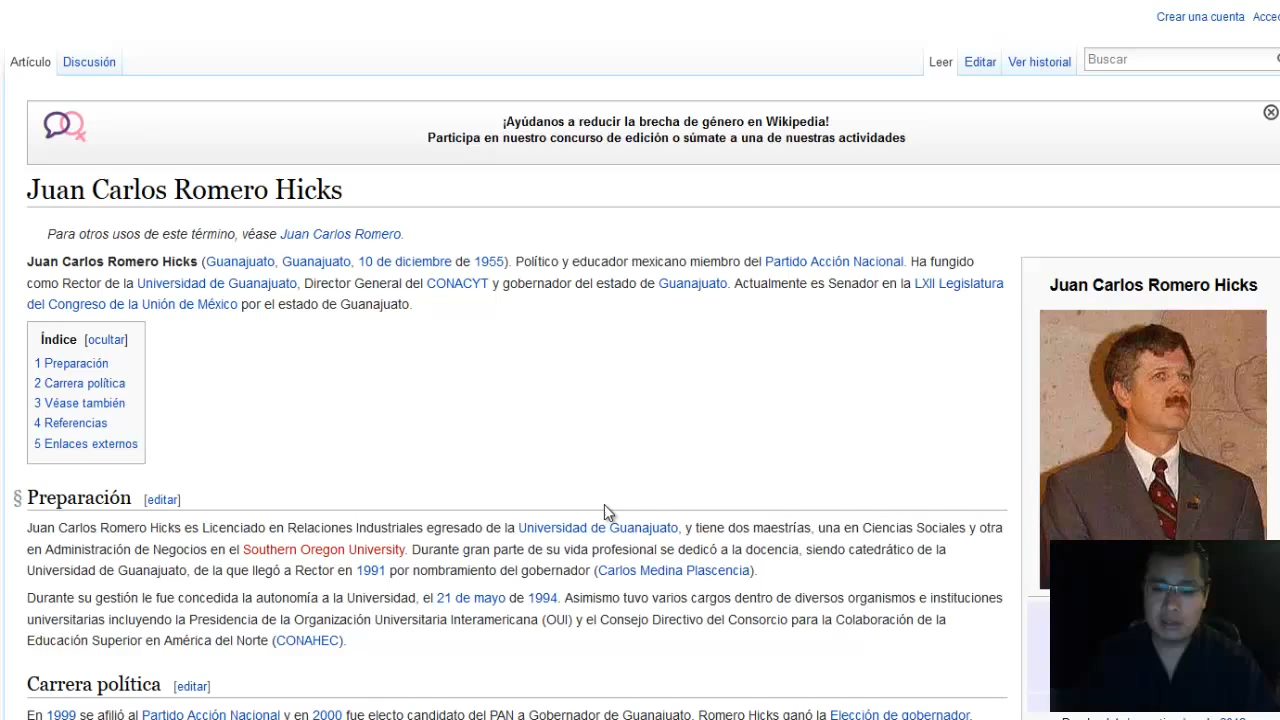 Crear una cuenta
Artículo Discusión Leer Editar Ver historial Buscar
¡Ayúdanos a reducir la brecha de género en Wikipedia!
Participa en nuestro concurso de edición o súmate a una de nuestras actividades
Juan Carlos Romero Hicks
Para otros usos de este término, véase Juan Carlos Romero.
Juan Carlos Romero Hicks (Guanajuato, Guanajuato, 10 de diciembre de 1955). Político y educador mexicano miembro del Partido Acción Nacional. Ha fungido
como Rector de la Universidad de Guanajuato, Director General del CONACYT y gobernador del estado de Guanajuato. Actualmente es Senador en la LXII Legislatura
del Congreso de la Unión de México por el estado de Guanajuato.
Juan Carlos Romero Hicks
Índice [ocultar]
1 Preparación
2 Carrera política
3 Véase también
4 Referencias
5 Enlaces externos
§ Preparación [editar]
Juan Carlos Romero Hicks es Licenciado en Relaciones Industriales egresado de la Universidad de Guanajuato, y tiene dos maestrías, una en Ciencias Sociales y otra
en Administración de Negocios en el Southern Oregon University. Durante gran parte de su vida profesional se dedicó a la docencia, siendo catedrático de la
Universidad de Guanajuato, de la que llegó a Rector en 1991 por nombramiento del gobernador (Carlos Medina Plascencia).
Durante su gestión le fue concedida la autonomía a la Universidad, el 21 de mayo de 1994. Asimismo tuvo varios cargos dentro de diversos organismos e instituciones
universitarias incluyendo la Presidencia de la Organización Universitaria Interamericana (OUI) y el Consejo Directivo del Consorcio para la Colaboración de la
Educación Superior en América del Norte (CONAHEC).
Carrera política [editar]
En 1999 se afilió al Partido Acción Nacional y en 2000 fue electo candidato del PAN a Gobernador de Guanajuato. Romero Hicks ganó la Elección de gobernador.